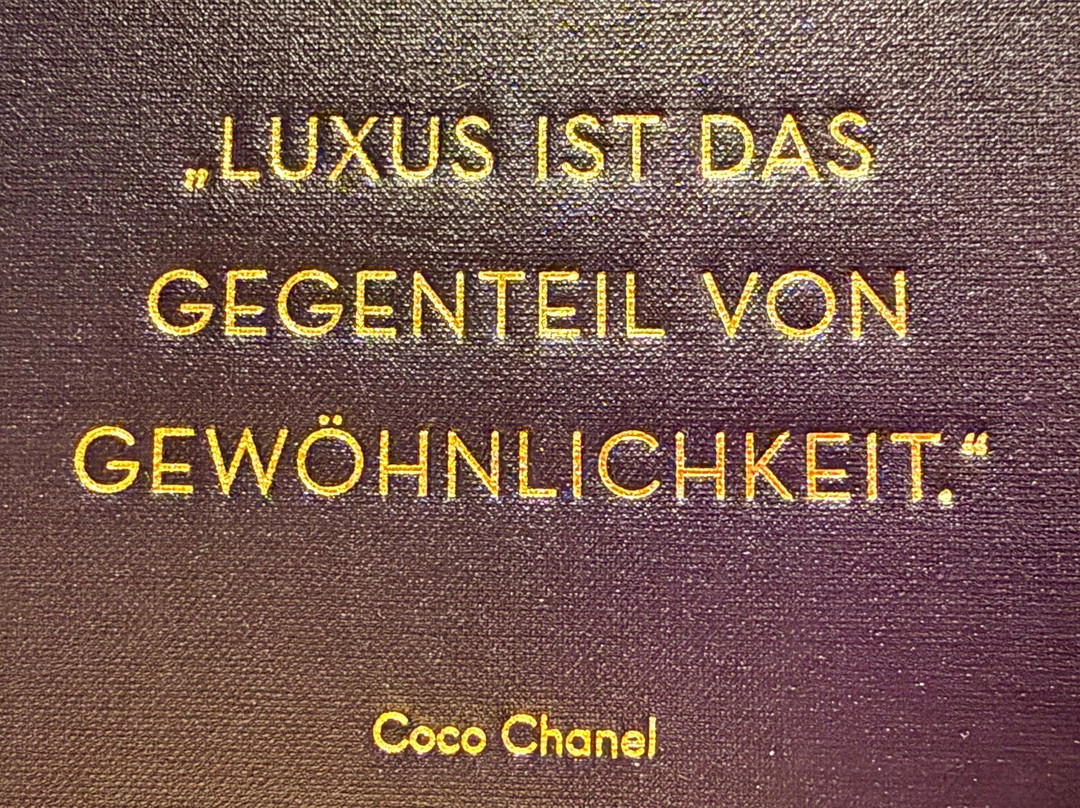 „LUXUS IST DAS
GEGENTEIL VON
GEWÖHNLICHKEIT.“
Coco Chanel